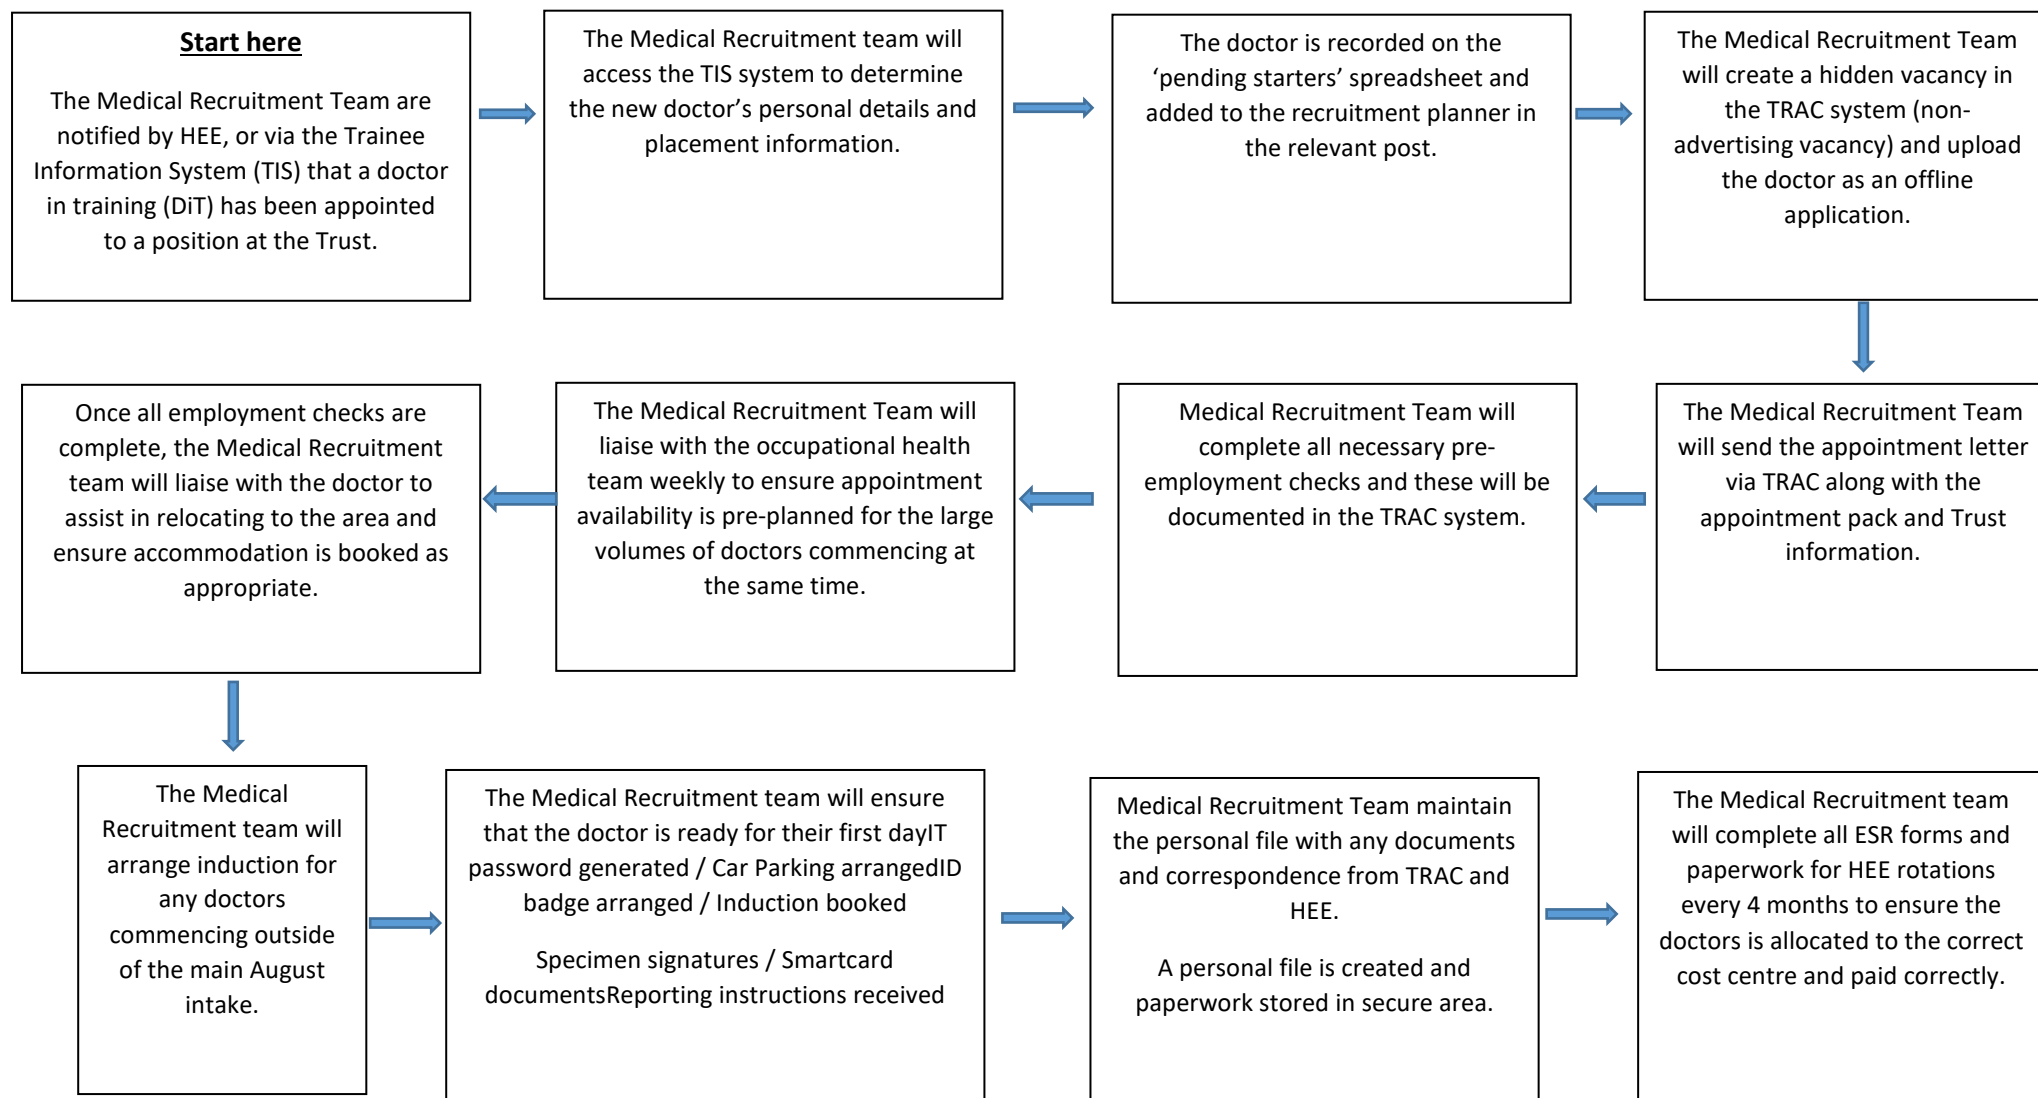 Start here
The Medical Recruitment Team are
notified by HEE, or via the Trainee
Information System (TIS) that a doctor
in training (DiT) has been appointed
to a position at the Trust.
The Medical Recruitment team will
access the TIS system to determine
the new doctor’s personal details and
placement information.
The doctor is recorded on the
‘pending starters’ spreadsheet and
added to the recruitment planner in
the relevant post.
The Medical Recruitment Team
will create a hidden vacancy in
the TRAC system (non-
advertising vacancy) and upload
the doctor as an offline
application.
The Medical Recruitment Team
will send the appointment letter
via TRAC along with the
appointment pack and Trust
information.
Medical Recruitment Team will
complete all necessary pre-
employment checks and these will be
documented in the TRAC system.
The Medical Recruitment Team will
liaise with the occupational health
team weekly to ensure appointment
availability is pre-planned for the large
volumes of doctors commencing at
the same time.
Once all employment checks are
complete, the Medical Recruitment
team will liaise with the doctor to
assist in relocating to the area and
ensure accommodation is booked as
appropriate.
The Medical
Recruitment team will
arrange induction for
any doctors
commencing outside
of the main August
intake.
The Medical Recruitment team will ensure
that the doctor is ready for their first dayIT
password generated / Car Parking arrangedID
badge arranged / Induction booked
Specimen signatures / Smartcard
documentsReporting instructions received
Medical Recruitment Team maintain
the personal file with any documents
and correspondence from TRAC and
HEE.
A personal file is created and
paperwork stored in secure area.
The Medical Recruitment team
will complete all ESR forms and
paperwork for HEE rotations
every 4 months to ensure the
doctors is allocated to the correct
cost centre and paid correctly.